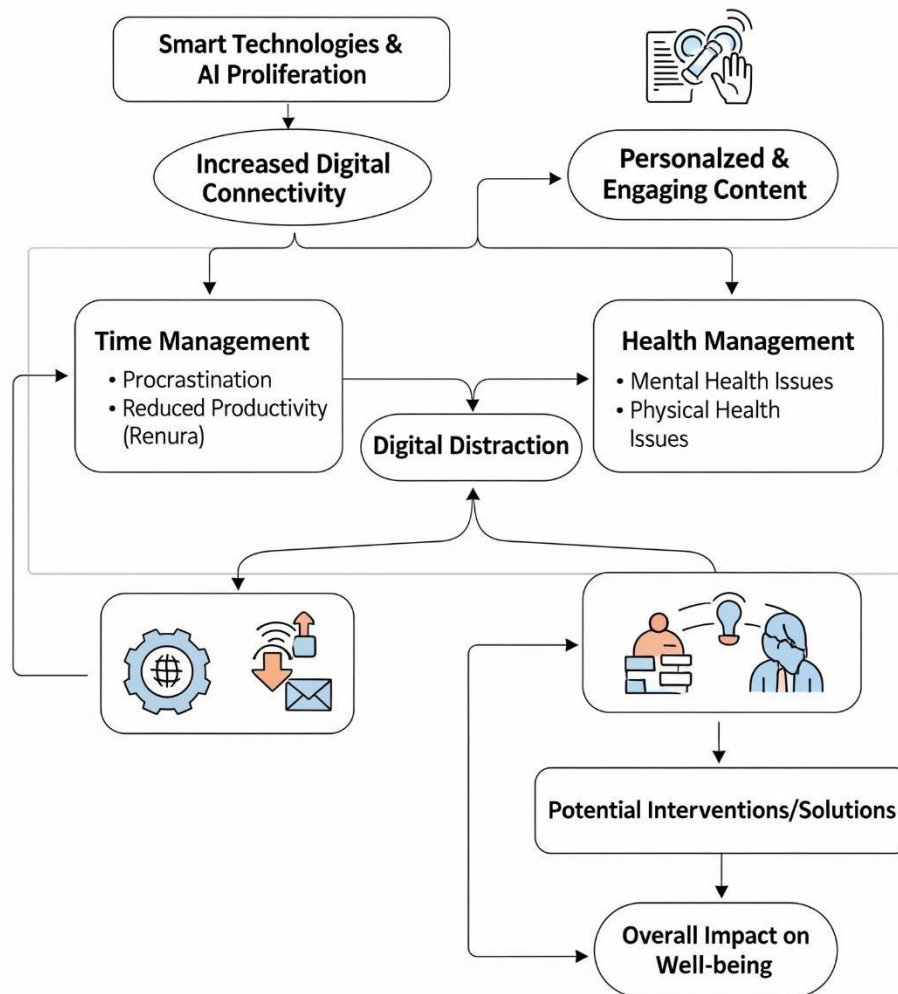 Smart Technologies &
AI Proliferation
Increased Digital
Connectivity
Personalzed &
Engaging Content
Time Management
• Procrastination
• Reduced Productivity
(Renura)
Health Management
• Mental Health Issues
• Physical Health
Issues
Digital Distraction
Potential Interventions/Solutions
Overall Impact on
Well-being